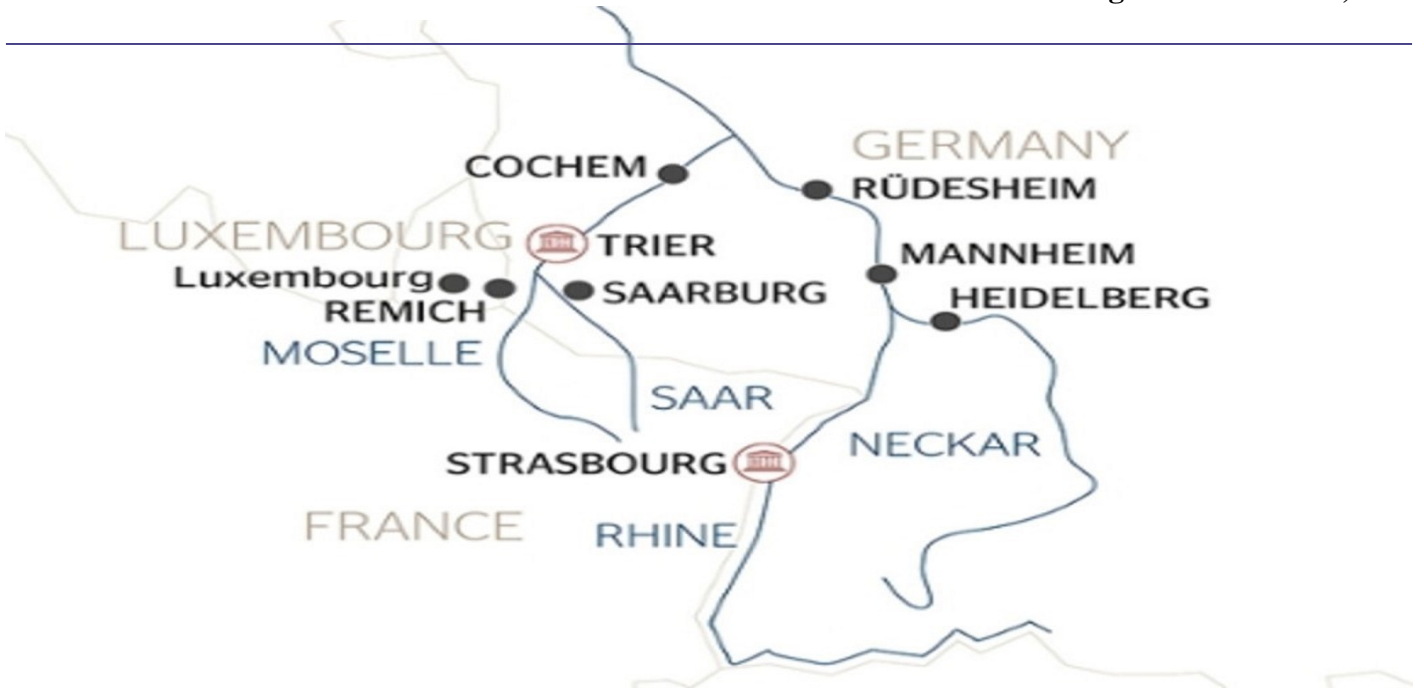 GERMANY
COCHEM
RÜDESHEIM
LUXEMBOURG
TRIER
MANNHEIM
Luxembourg
SAARBURG
HEIDELBERG
REMICH
MOSELLE
SAAR
NECKAR
STRASBOURG
FRANCE
RHINE